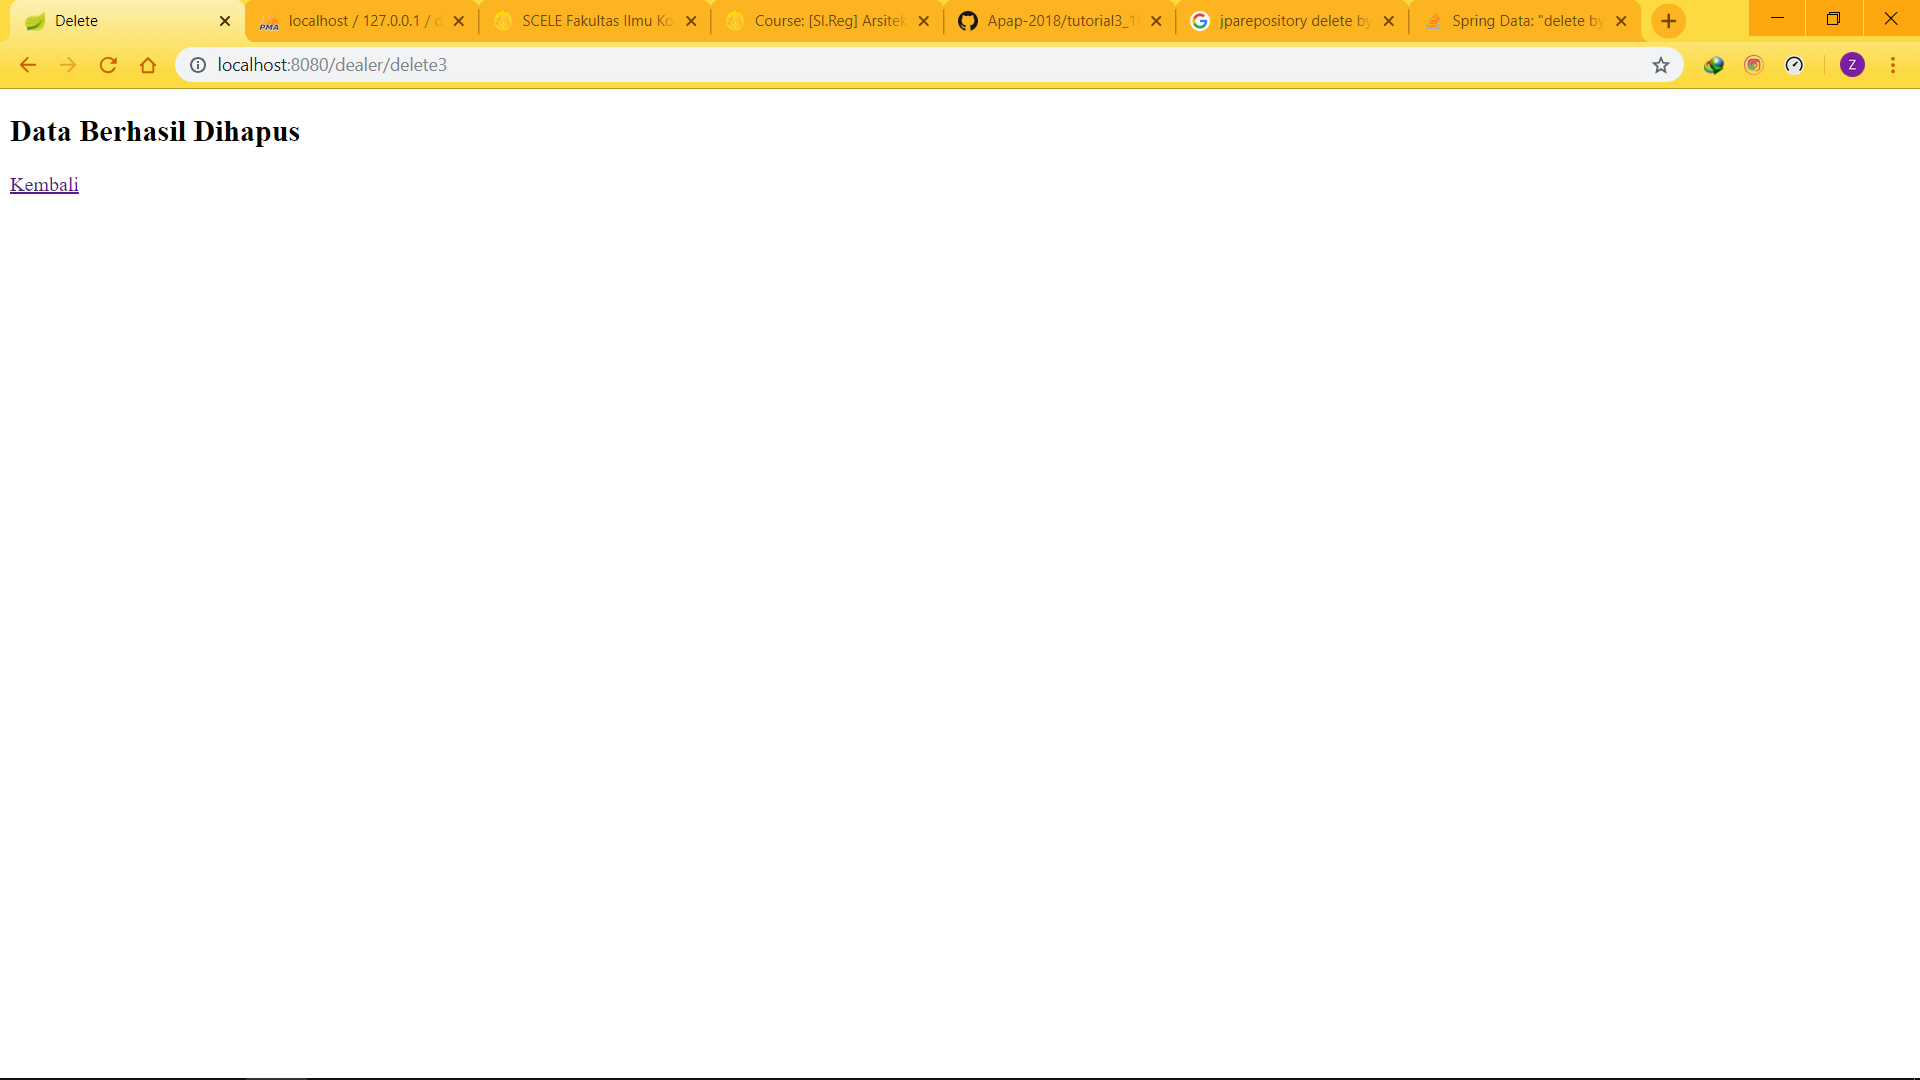 Delete
localhost / 127.0.0.1 / d
SCELE Fakultas Ilmu Ko
Course: [SI.Reg] Arsitek
Apap-2018/tutorial3_1
jparepository delete by
Spring Data: "delete by
localhost:8080/dealer/delete3
Z
Data Berhasil Dihapus
Kembali